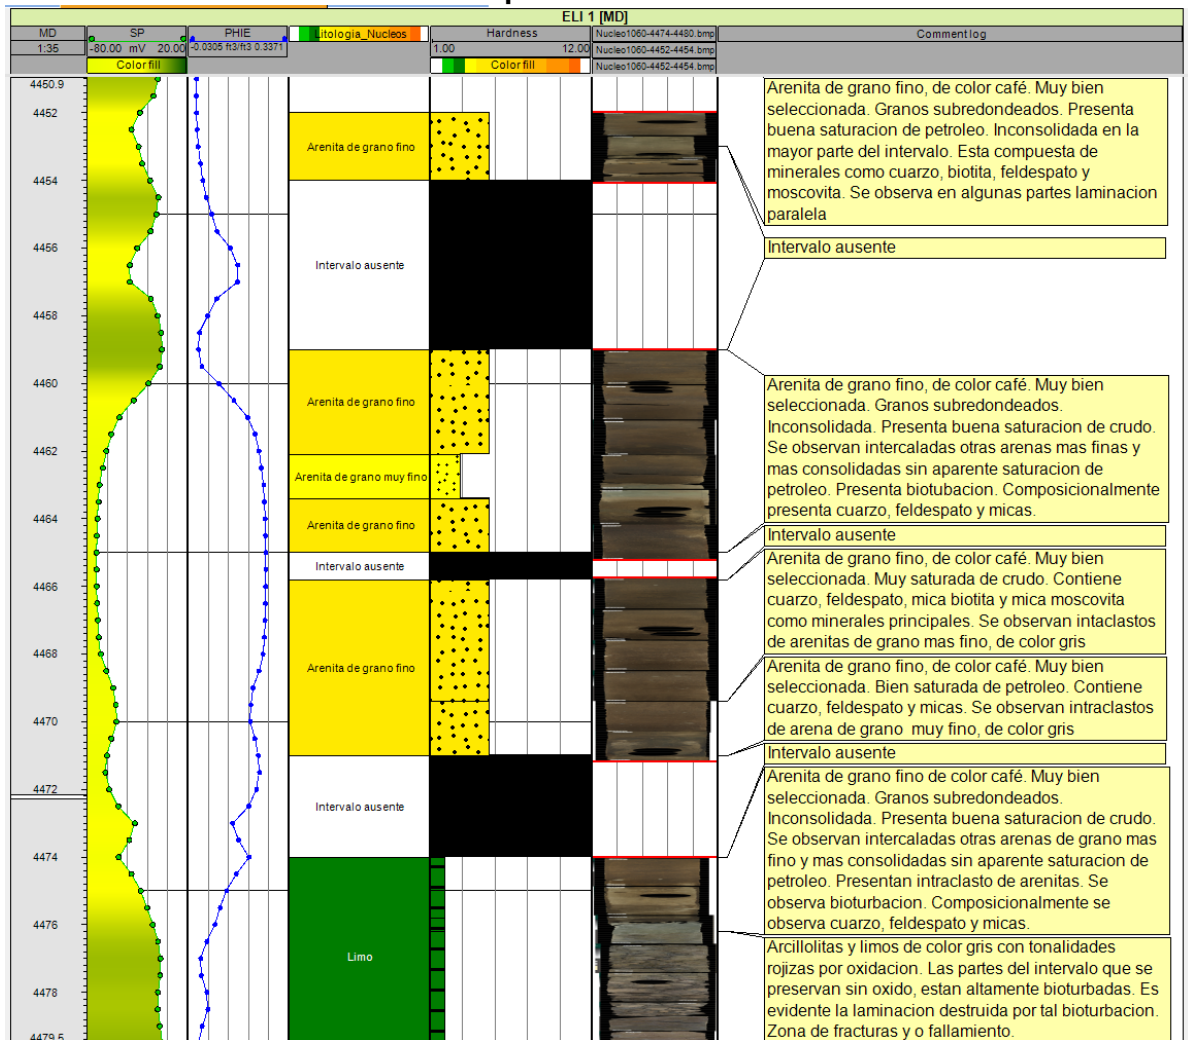 ELI 1 [MD]
MD
SP
PHIE
Litologia_Nucleos
Hardness
Nucleo1060-4474-4480.bmp
Commentlog
1:35
-80.00 mV 20.00
-0.0305 ft3/ft3 0.3371
1.00 12.00
Nucleo1060-4452-4454.bmp
Color fill
Color fill
Nucleo1060-4452-4454.bmp
4450.9
4452
4454
4456
4458
4460
4462
4464
4466
4468
4470
4472
4474
4476
4478
4479.5
Arenita de grano fino
Intervalo ausente
Arenita de grano fino
Arenita de grano muy fino
Arenita de grano fino
Intervalo ausente
Arenita de grano fino
Intervalo ausente
Limo
Arenita de grano fino, de color café. Muy bien
seleccionada. Granos subredondeados. Presenta
buena saturacion de petroleo. Inconsolidada en la
mayor parte del intervalo. Esta compuesta de
minerales como cuarzo, biotita, feldespato y
moscovita. Se observa en algunas partes laminacion
paralela
Intervalo ausente
Arenita de grano fino, de color café. Muy bien
seleccionada. Granos subredondeados.
Inconsolidada. Presenta buena saturacion de crudo.
Se observan intercaladas otras arenas mas finas y
mas consolidadas sin aparente saturacion de
petroleo. Presenta biotubacion. Composicionalmente
presenta cuarzo, feldespato y micas.
Intervalo ausente
Arenita de grano fino, de color café. Muy bien
seleccionada. Muy saturada de crudo. Contiene
cuarzo, feldespato, mica biotita y mica moscovita
como minerales principales. Se observan intaclastos
de arenitas de grano mas fino, de color gris
Arenita de grano fino, de color café. Muy bien
seleccionada. Bien saturada de petroleo. Contiene
cuarzo, feldespato y micas. Se observan intraclastos
de arena de grano muy fino, de color gris
Intervalo ausente
Arenita de grano fino de color café. Muy bien
seleccionada. Granos subredondeados.
Inconsolidada. Presenta buena saturacion de crudo.
Se observan intercaladas otras arenas de grano mas
fino y mas consolidadas sin aparente saturacion de
petroleo. Presentan intraclasto de arenitas. Se
observa bioturbacion. Composicionalmente se
observa cuarzo, feldespato y micas.
Arcillolitas y limos de color gris con tonalidades
rojizas por oxidacion. Las partes del intervalo que se
preservan sin oxido, estan altamente bioturbadas. Es
evidente la laminacion destruida por tal bioturbacion.
Zona de fracturas y o fallamiento.